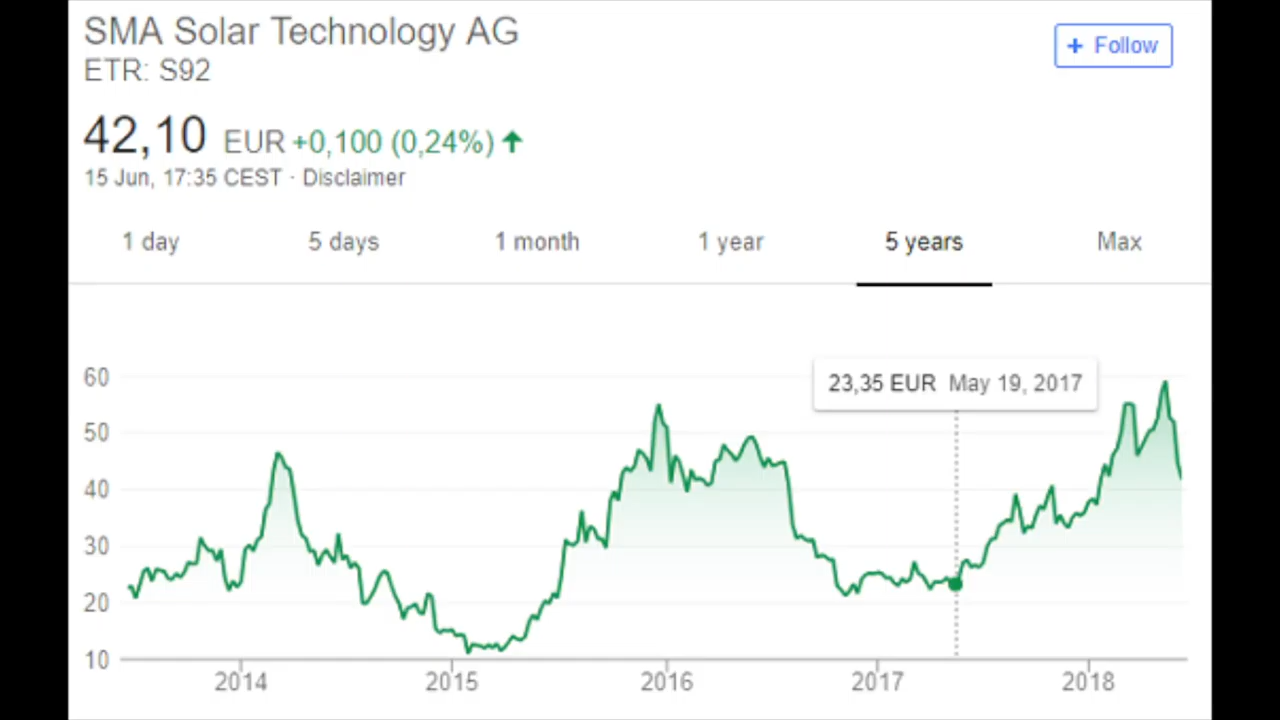 SMA Solar Technology AG
+ Follow
ETR: S92
42,10 EUR +0,100 (0,24%)
15 Jun, 17:35 CEST · Disclaimer
1 day 5 days 1 month 1 year 5 years Max
23,35 EUR May 19, 2017
60
50
40
30
20
10
2014 2015 2016 2017 2018